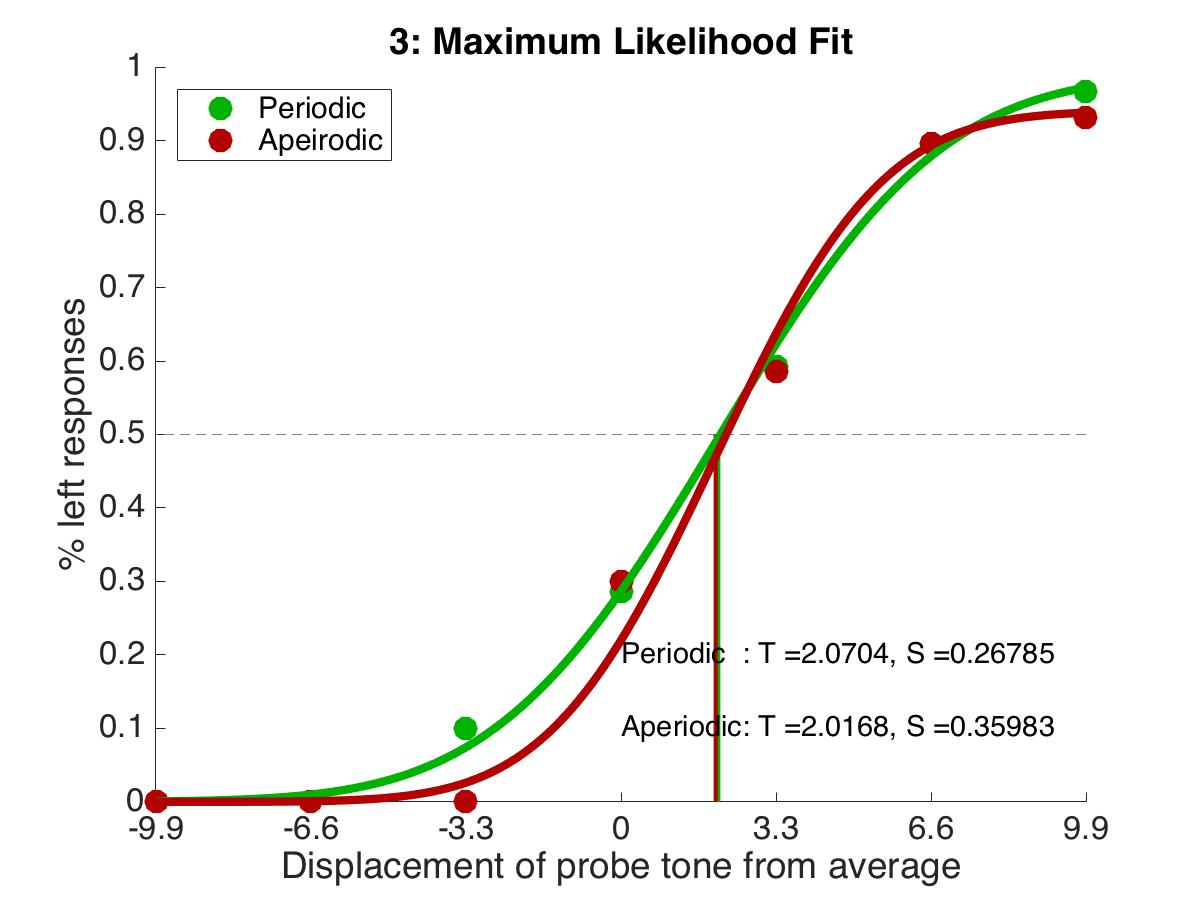 3: Maximum Likelihood Fit
1
Periodic
0.9
Apeirodic
0.8
0.7
0.6
0.5
0.4
0.3
0.2
Periodic : T =2.0704, S =0.26785
0.1
Aperiodic: T =2.0168, S =0.35983
0
% left responses
-9.9 -6.6 -3.3 0 3.3 6.6 9.9
Displacement of probe tone from average